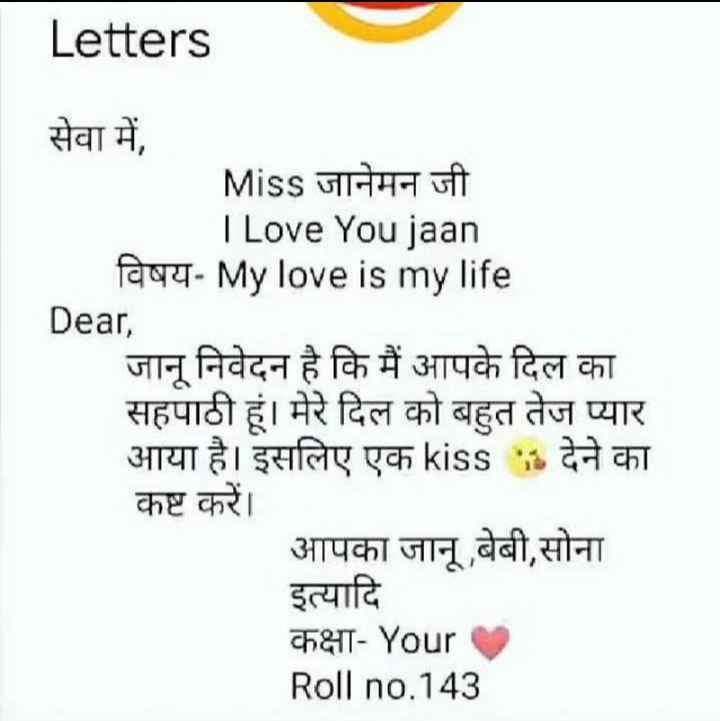 Letters
सेवा में,
Miss जानेमन जी
I Love You jaan
विषय- My love is my life
Dear,
जानू निवेदन है कि मैं आपके दिल का
सहपाठी हूं। मेरे दिल को बहुत तेज प्यार
आया है। इसलिए एक kiss 😘 देने का
कष्ट करें।
आपका जानू ,बेबी,सोना
इत्यादि
कक्षा- Your ❤️
Roll no.143